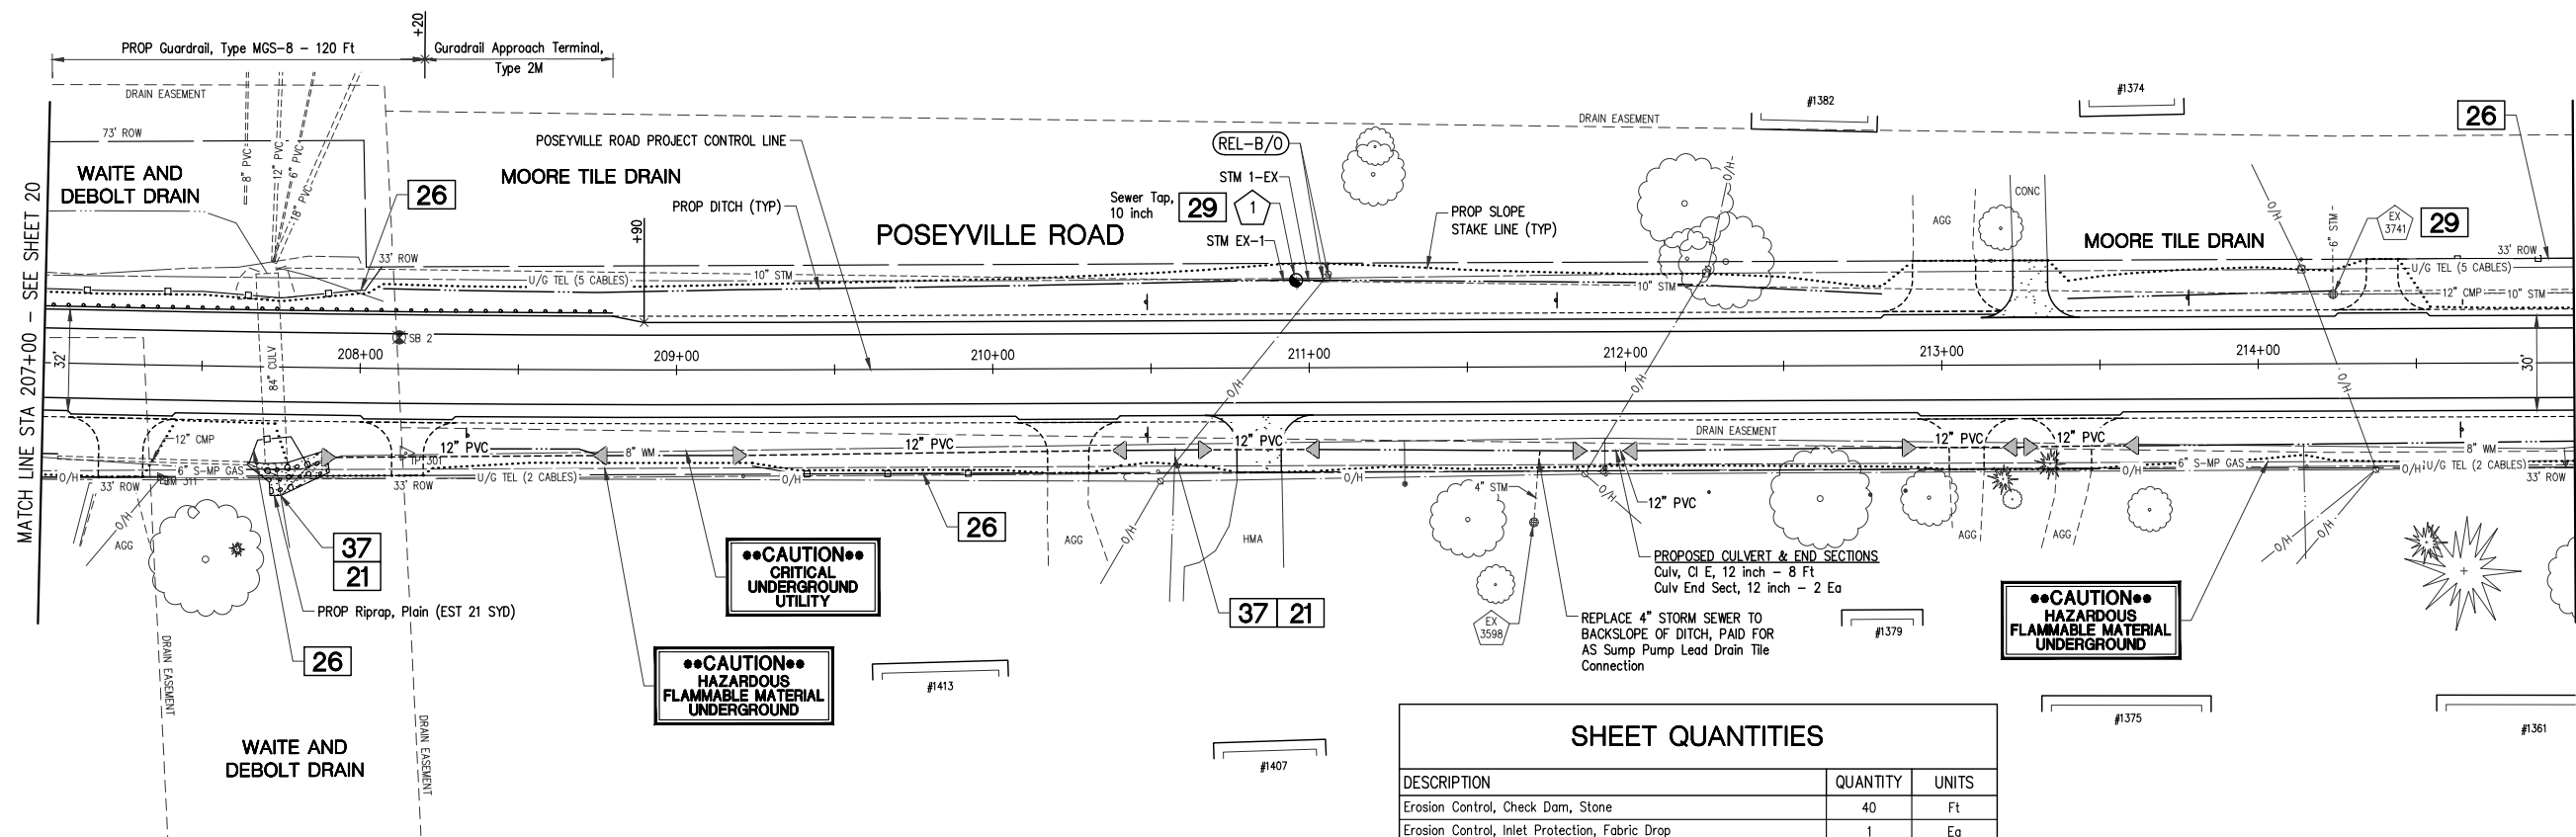 +20
PROP Guardrail, Type MGS-8 - 120 Ft
Guradrail Approach Terminal,
Type 2M
DRAIN EASEMENT
73' ROW
8" PVC
12" PVC
6" PVC
18" PVC
WAITE AND
DEBOLT DRAIN
26
33' ROW
MATCH LINE STA 207+00 - SEE SHEET 20
POSEYVILLE ROAD PROJECT CONTROL LINE
MOORE TILE DRAIN
PROP DITCH (TYP)
+90
POSEYVILLE ROAD
REL-B/O
STM 1-EX
Sewer Tap,
10 inch
29
1
STM EX-1
PROP SLOPE
STAKE LINE (TYP)
DRAIN EASEMENT
#1382
#1374
26
O/H
AGG
CONC
O/H
6" STM
EX
3741
29
MOORE TILE DRAIN
33' ROW
U/G TEL (5 CABLES)
10" STM
10" STM
U/G TEL (5 CABLES)
12" CMP
10" STM
32'
84" CULV
TSB 2
208+00
209+00
210+00
211+00
212+00
213+00
214+00
30'
O/H
O/H
O/H
12" CMP
6" S-MP GAS
O/H
33' ROW
BM 311
O/H
AGG
TP 301
12" PVC
8" WM
33' ROW
U/G TEL (2 CABLES)
O/H
12" PVC
12" PVC
O/H
DRAIN EASEMENT
12" PVC
12" PVC
O/H
6" S-MP GAS
8" WM
O/H
U/G TEL (2 CABLES)
33' ROW
37
21
PROP Riprap, Plain (EST 21 SYD)
26
**CAUTION**
CRITICAL
UNDERGROUND
UTILITY
26
AGG
O/H
HMA
37 21
4" STM
EX
3598
O/H
12" PVC
PROPOSED CULVERT & END SECTIONS
Culv, Cl E, 12 inch - 8 Ft
Culv End Sect, 12 inch - 2 Ea
REPLACE 4" STORM SEWER TO
BACKSLOPE OF DITCH, PAID FOR
AS Sump Pump Lead Drain Tile
Connection
#1379
AGG
AGG
O/H
O/H
**CAUTION**
HAZARDOUS
FLAMMABLE MATERIAL
UNDERGROUND
**CAUTION**
HAZARDOUS
FLAMMABLE MATERIAL
UNDERGROUND
#1413
#1407
#1375
#1361
DRAIN EASEMENT
DRAIN EASEMENT
WAITE AND
DEBOLT DRAIN
SHEET QUANTITIES
DESCRIPTION QUANTITY UNITS
Erosion Control, Check Dam, Stone 40 Ft
Erosion Control, Inlet Protection, Fabric Drop 1 Ea